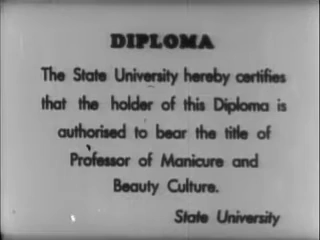 DIPLOMA
The State University hereby certifies
that the holder of this Diploma is
authorised to bear the title of
Professor of Manicure and
Beauty Culture.
State University